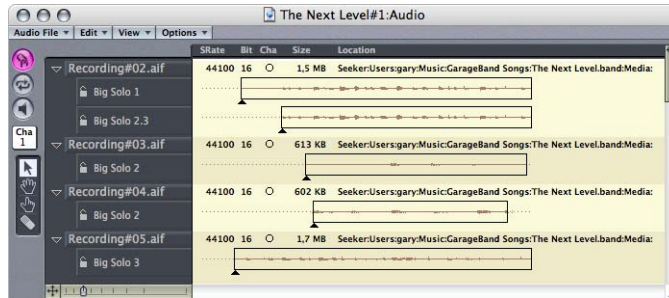 The Next Level#1:Audio
Audio File Edit View Options
SRate Bit Cha Size Location
Recording#02.aif 44100 16 1,5 MB Seeker:Users:gary:Music:GarageBand Songs:The Next Level.band:Media:
Big Solo 1
Big Solo 2.3
Cha
1
Recording#03.aif 44100 16 613 KB Seeker:Users:gary:Music:GarageBand Songs:The Next Level.band:Media:
Big Solo 2
Recording#04.aif 44100 16 602 KB Seeker:Users:gary:Music:GarageBand Songs:The Next Level.band:Media:
Big Solo 2
Recording#05.aif 44100 16 1,7 MB Seeker:Users:gary:Music:GarageBand Songs:The Next Level.band:Media:
Big Solo 3